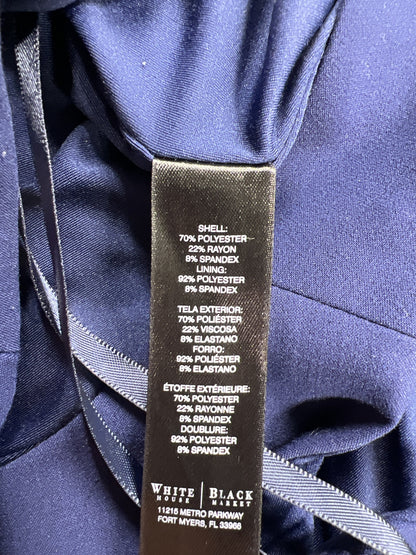 SHELL:
70% POLYESTER
22% RAYON
8% SPANDEX
LINING:
92% POLYESTER
8% SPANDEX
TELA EXTERIOR:
70% POLIÉSTER
22% VISCOSA
8% ELASTANO
FORRO:
92% POLIÉSTER
8% ELASTANO
ÉTOFFE EXTÉRIEURE:
70% POLYESTER
22% RAYONNE
8% SPANDEX
DOUBLURE:
92% POLYESTER
8% SPANDEX
WHITE | BLACK
HOUSE | MARKET
11215 METRO PARKWAY
FORT MYERS, FL 33966